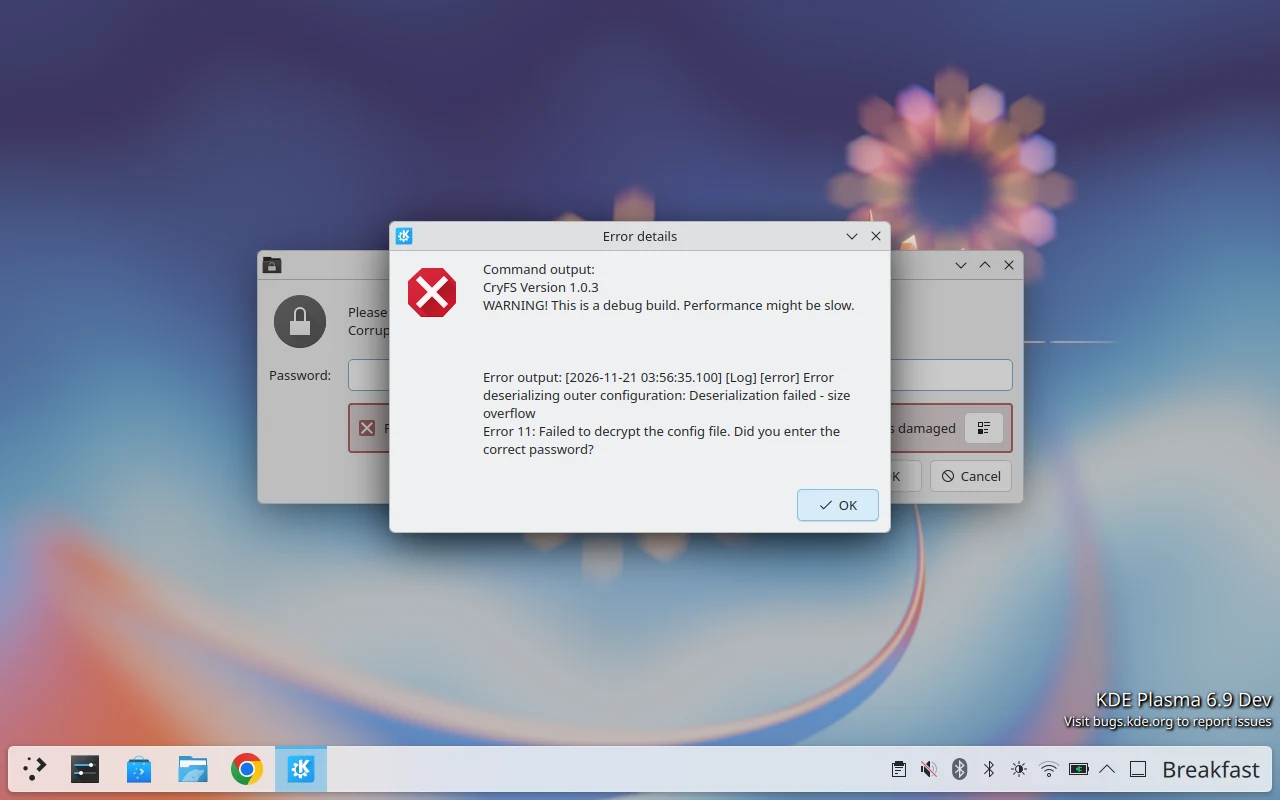 Error details
Command output:
CryFS Version 1.0.3
WARNING! This is a debug build. Performance might be slow.
Error output: [2026-11-21 03:56:35.100] [Log] [error] Error
deserializing outer configuration: Deserialization failed - size
overflow
Error 11: Failed to decrypt the config file. Did you enter the
correct password?
OK
Please
Password:
damaged
Cancel
KDE Plasma 6.9 Dev
Visit bugs.kde.org to report issues
Breakfast